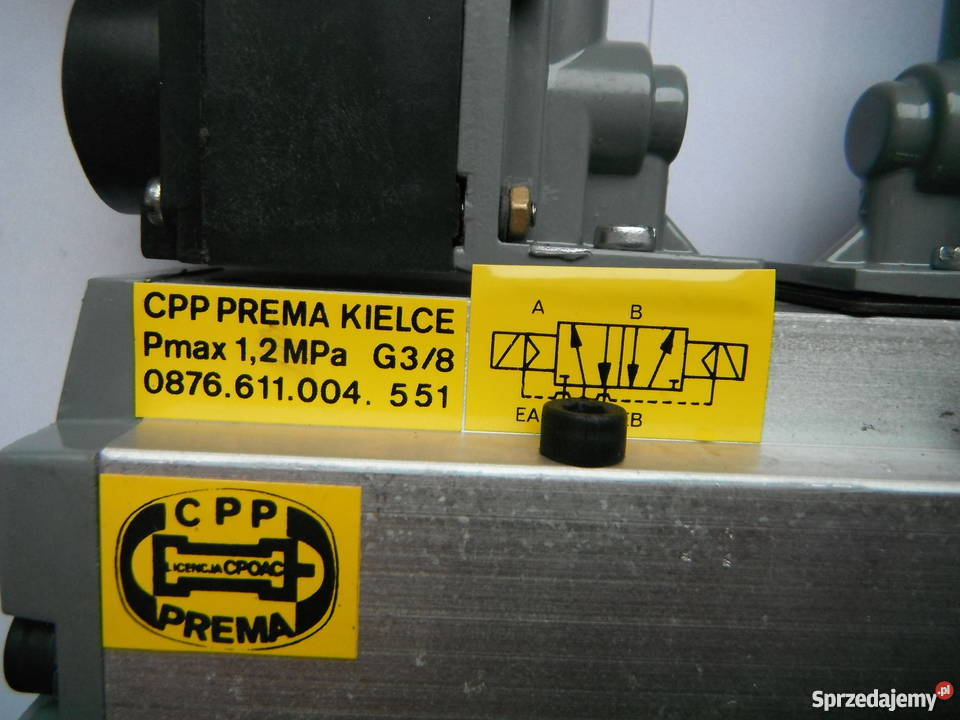 CPP PREMA KIELCE
Pmax 1,2 MPa G3/8
0876.611.004. 551
A B
EA B
CPP
LICENCJA CPOAC
PREMA
Sprzedajemy.pl